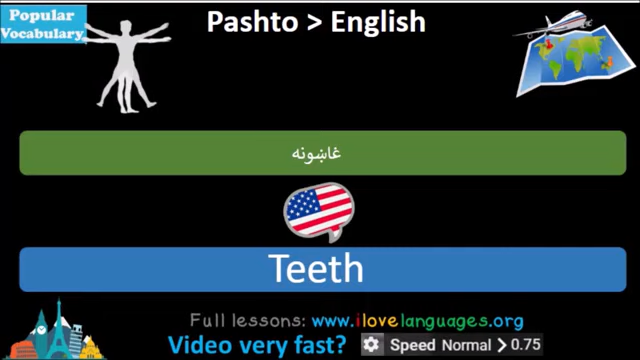 Popular
Vocabulary
Pashto > English
غاښونه
Teeth
Full lessons: www.ilovelanguages.org
Video very fast? Speed Normal > 0.75